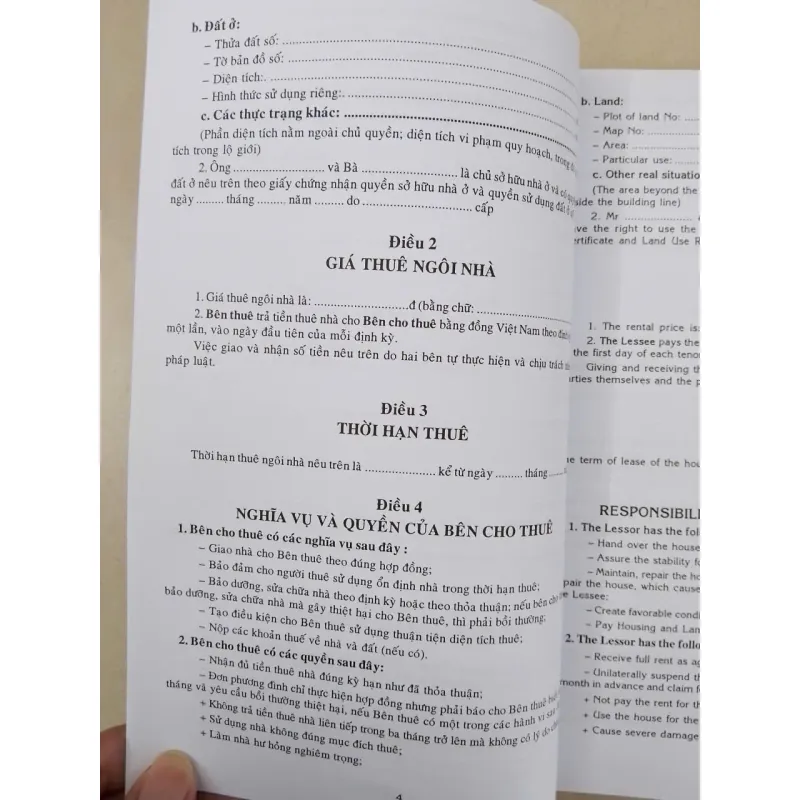 b. Đất ở:
– Thửa đất số: ........................................
– Tờ bản đồ số: ........................................
– Diện tích:. ........................................
– Hình thức sử dụng riêng: ........................................
c. Các thực trạng khác: ........................................
(Phần diện tích nằm ngoài chủ quyền; diện tích vi phạm quy hoạch, trong
tích trong lộ giới)
2. Ông ........................ và Bà ........................ là chủ sở hữu nhà ở và có
đất ở nêu trên theo giấy chứng nhận quyền sở hữu nhà ở và quyền sử dụng đất ở
ngày ......... tháng ......... năm ......... do ................................ cấp
Điều 2
GIÁ THUÊ NGÔI NHÀ
1. Giá thuê ngôi nhà là: ........................đ (bằng chữ: ........................
2. Bên thuê trả tiền thuê nhà cho Bên cho thuê bằng đồng Việt Nam theo
một lần, vào ngày đầu tiên của mỗi định kỳ.
Việc giao và nhận số tiền nêu trên do hai bên tự thực hiện và chịu trách
pháp luật.
Điều 3
THỜI HẠN THUÊ
Thời hạn thuê ngôi nhà nêu trên là .................... kể từ ngày ......... tháng ......
Điều 4
NGHĨA VỤ VÀ QUYỀN CỦA BÊN CHO THUÊ
1. Bên cho thuê có các nghĩa vụ sau đây :
– Giao nhà cho Bên thuê theo đúng hợp đồng;
– Bảo đảm cho người thuê sử dụng ổn định nhà trong thời hạn thuê;
– Bảo dưỡng, sửa chữa nhà theo định kỳ hoặc theo thỏa thuận; nếu bên cho
bảo dưỡng, sửa chữa nhà mà gây thiệt hại cho Bên thuê, thì phải bồi thường;
– Tạo điều kiện cho Bên thuê sử dụng thuận tiện diện tích thuê;
– Nộp các khoản thuế về nhà và đất (nếu có).
2. Bên cho thuê có các quyền sau đây:
– Nhận đủ tiền thuê nhà đúng kỳ hạn như đã thỏa thuận;
– Đơn phương đình chỉ thực hiện hợp đồng nhưng phải báo cho Bên thuê biết
tháng và yêu cầu bồi thường thiệt hại, nếu Bên thuê có một trong các hành vi sau
+ Không trả tiền thuê nhà liên tiếp trong ba tháng trở lên mà không có lý do
+ Sử dụng nhà không đúng mục đích thuê;
+ Làm nhà hư hỏng nghiêm trọng;
4
b. Land:
– Plot of land No: ............
– Map No: ............
– Area: ............
– Particular use: ............
c. Other real situation
(The area beyond the
side the building line)
2. Mr ....................
ve the right to use the
ertificate and Land Use R
1. The rental price is:
2. The Lessee pays the
the first day of each teno
Giving and receiving th
rties themselves and the p
e term of lease of the hou
RESPONSIBILI
1. The Lessor has the follo
– Hand over the house
– Assure the stability fo
– Maintain, repair the ho
pair the house, which cause
e Lessee;
– Create favorable condi
– Pay Housing and Lan
2. The Lessor has the follo
– Receive full rent as ag
– Unilaterally suspend t
month in advance and claim f
+ Not pay the rent for t
+ Use the house for the
+ Cause severe damage